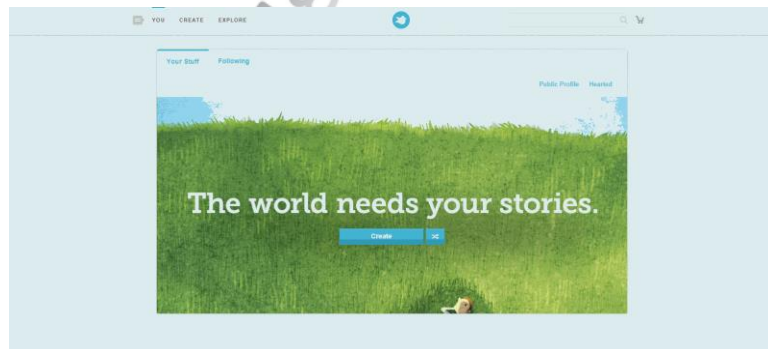 YOU CREATE EXPLORE
Your Stuff Following
Public Profile Hearted
The world needs your stories.
Create